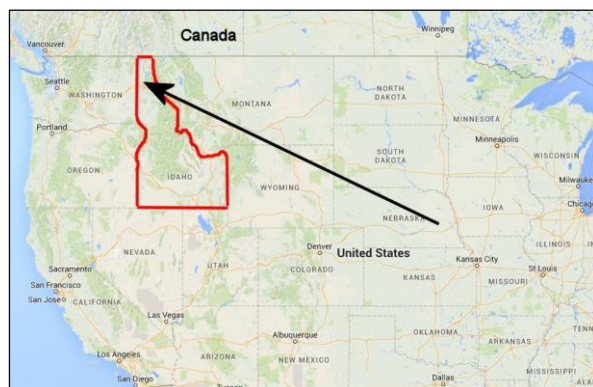 Canada
Winnipeg
Vancouver
Seattle
WASHINGTON
MONTANA
NORTH
DAKOTA
MINNESOTA
Portland
Minneapolis
SOUTH
DAKOTA
WISCONSIN
OREGON
IDAHO
WYOMING
Milwaukee
Chicago
NEBRASKA
IOWA
NEVADA
UTAH
Denver
United States
COLORADO
KANSAS
Kansas City
ILLINOIS
IN
MISSOURI
St Louis
Sacramento
San Francisco
San Jose
CALIFORNIA
Las Vegas
Los Angeles
San Diego
ARIZONA
Albuquerque
NEW MEXICO
OKLAHOMA
ARKANSAS
TEN
Dallas
MISSISSIPPI